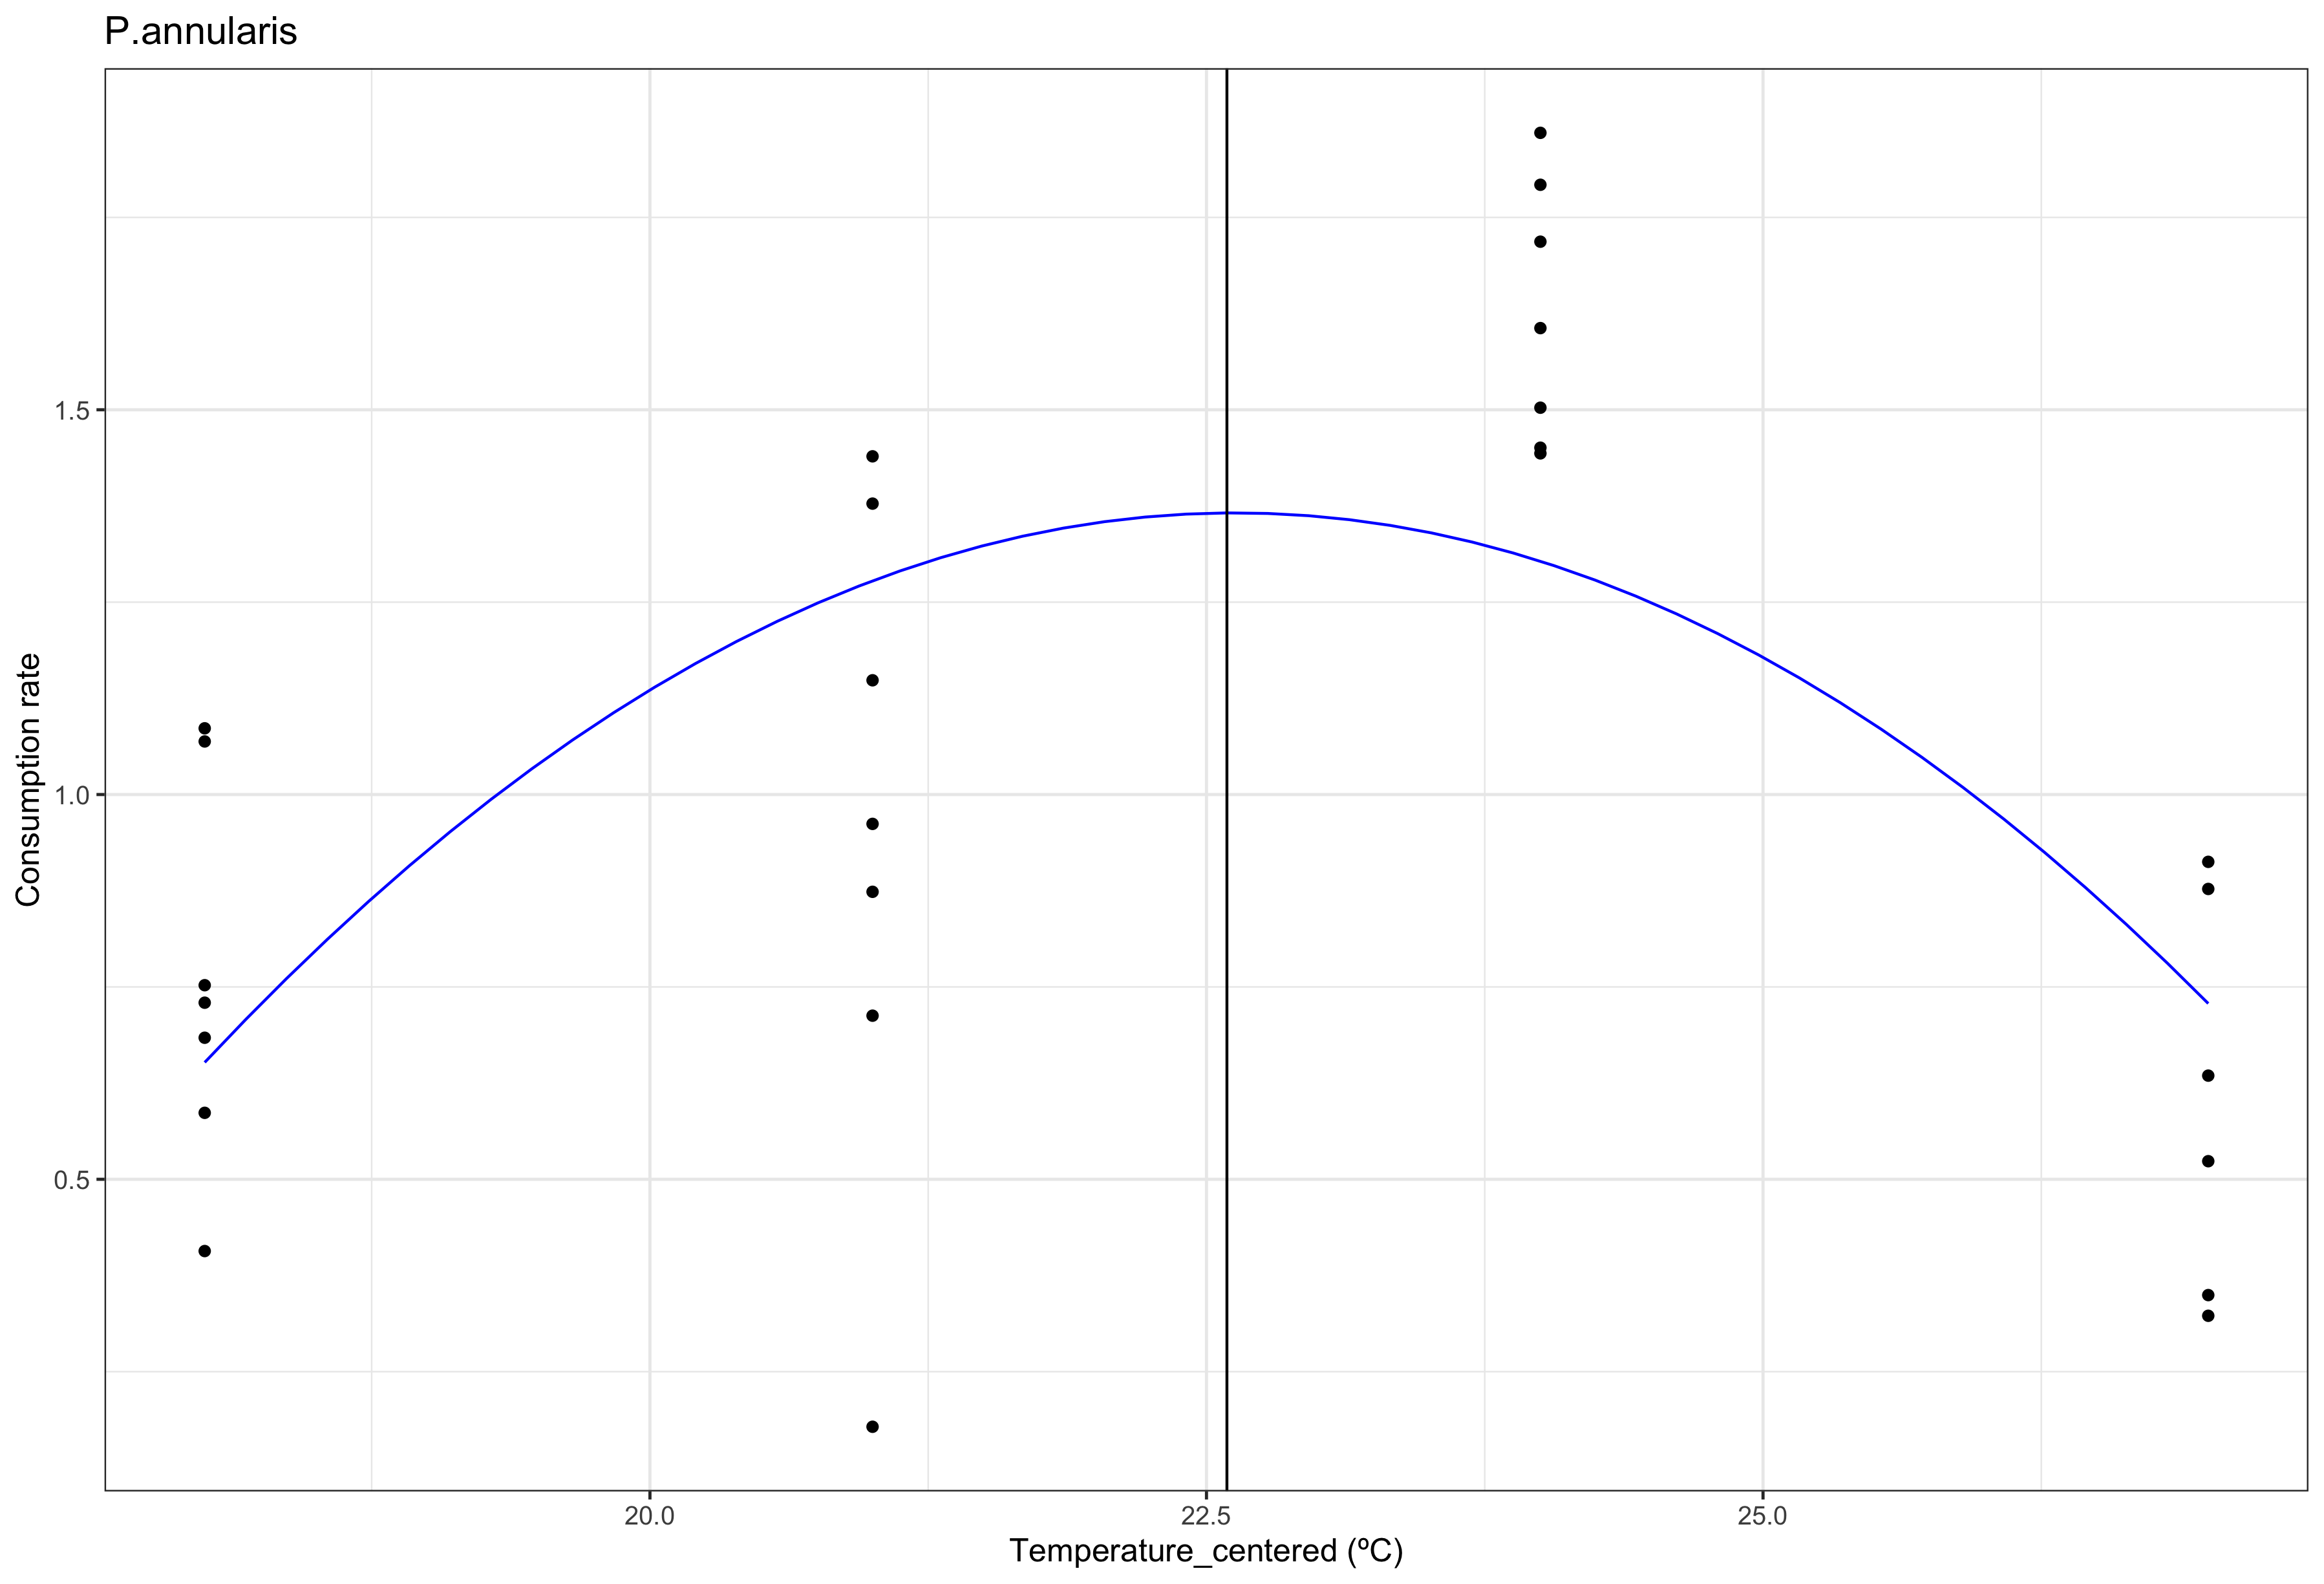 P.annularis
Consumption rate
1.5
1.0
0.5
20.0
22.5
25.0
Temperature_centered (ºC)